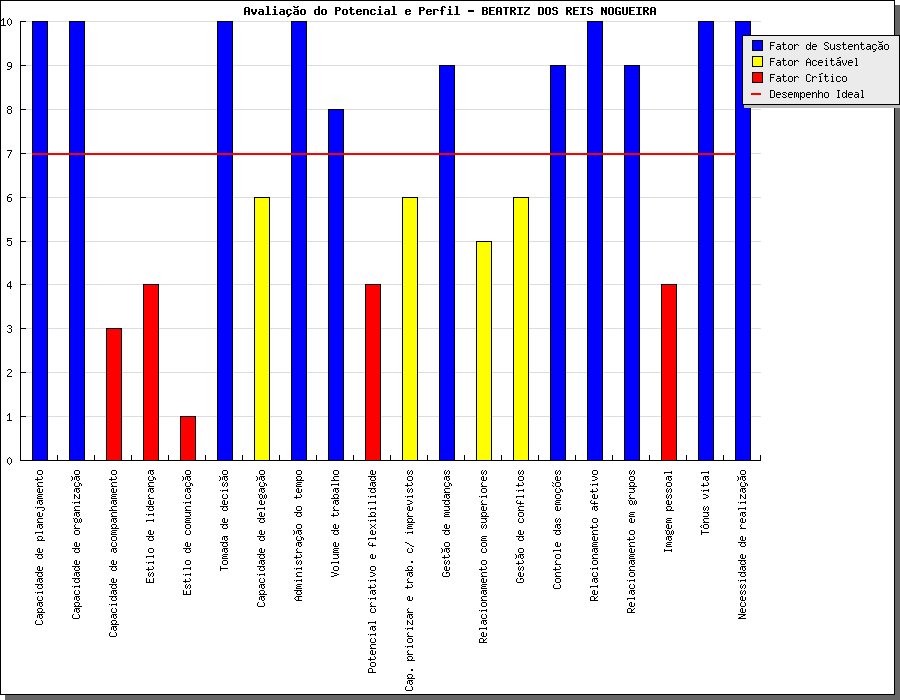 Avaliação do Potencial e Perfil - BEATRIZ DOS REIS NOGUEIRA
10
9
8
7
6
5
4
3
2
1
0
Fator de Sustentação
Fator Aceitável
Fator Crítico
Desempenho Ideal
Capacidade de planejamento
Capacidade de organização
Capacidade de acompanhamento
Estilo de liderança
Estilo de comunicação
Tomada de decisão
Capacidade de delegação
Administração do tempo
Volume de trabalho
Potencial criativo e flexibilidade
Cap. priorizar e trab. c/ imprevistos
Gestão de mudanças
Relacionamento com superiores
Gestão de conflitos
Controle das emoções
Relacionamento afetivo
Relacionamento em grupos
Imagem pessoal
Tônus vital
Necessidade de realização